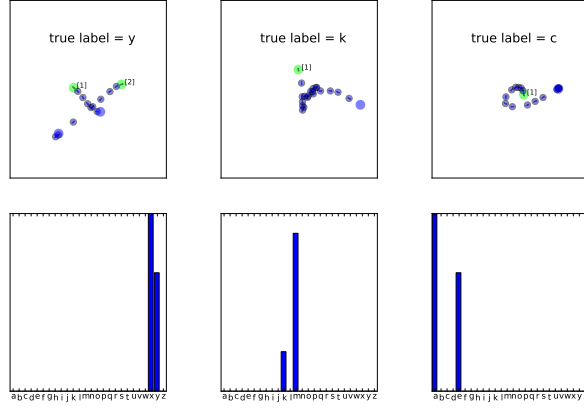 true label = y
true label = k
true label = c
[1]
[2]
[1]
[1]
a b c d e f g h i j k l m n o p q r s t u v w x y z
a b c d e f g h i j k l m n o p q r s t u v w x y z
a b c d e f g h i j k l m n o p q r s t u v w x y